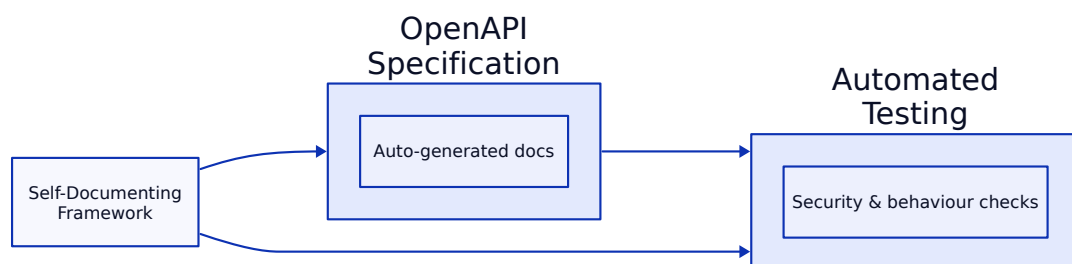 OpenAPI
Specification
Auto-generated docs
Self-Documenting
Framework
Automated
Testing
Security & behaviour checks